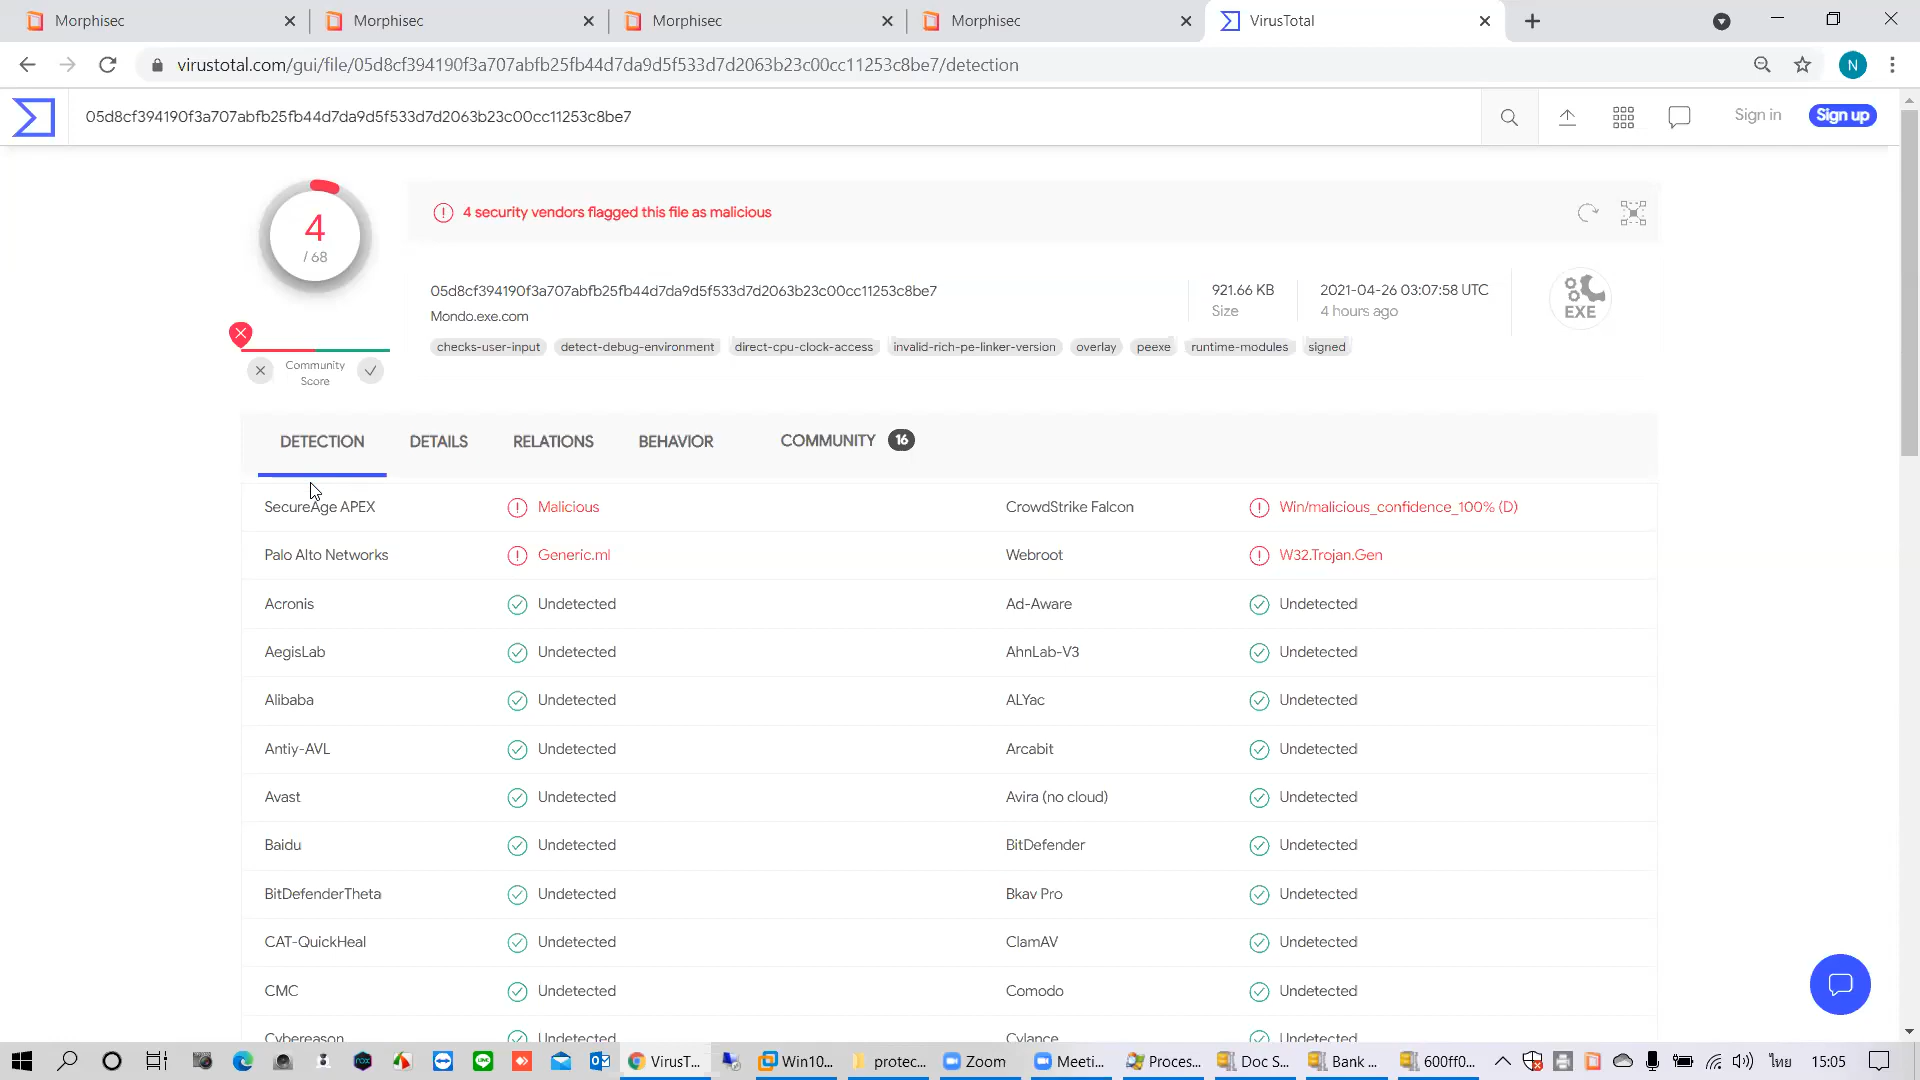 Morphisec
Morphisec
Morphisec
Morphisec
VirusTotal
virustotal.com/gui/file/05d8cf394190f3a707abfb25fb44d7da9d5f533d7d2063b23c00cc11253c8be7/detection
N
05d8cf394190f3a707abfb25fb44d7da9d5f533d7d2063b23c00cc11253c8be7
Sign in
Sign up
4
/ 68
4 security vendors flagged this file as malicious
05d8cf394190f3a707abfb25fb44d7da9d5f533d7d2063b23c00cc11253c8be7
Mondo.exe.com
921.66 KB
Size
2021-04-26 03:07:58 UTC
4 hours ago
EXE
checks-user-input detect-debug-environment direct-cpu-clock-access invalid-rich-pe-linker-version overlay peexe runtime-modules signed
Community
Score
DETECTION DETAILS RELATIONS BEHAVIOR COMMUNITY 16
SecureAge APEX Malicious CrowdStrike Falcon Win/malicious_confidence_100% (D)
Palo Alto Networks Generic.ml Webroot W32.Trojan.Gen
Acronis Undetected Ad-Aware Undetected
AegisLab Undetected AhnLab-V3 Undetected
Alibaba Undetected ALYac Undetected
Antiy-AVL Undetected Arcabit Undetected
Avast Undetected Avira (no cloud) Undetected
Baidu Undetected BitDefender Undetected
BitDefenderTheta Undetected Bkav Pro Undetected
CAT-QuickHeal Undetected ClamAV Undetected
CMC Undetected Comodo Undetected
Cybereason Undetected Cylance Undetected
VirusT... Win10... protec... Zoom Meeti... Proces... Doc S... Bank ... 600ff0... ไทย 15:05